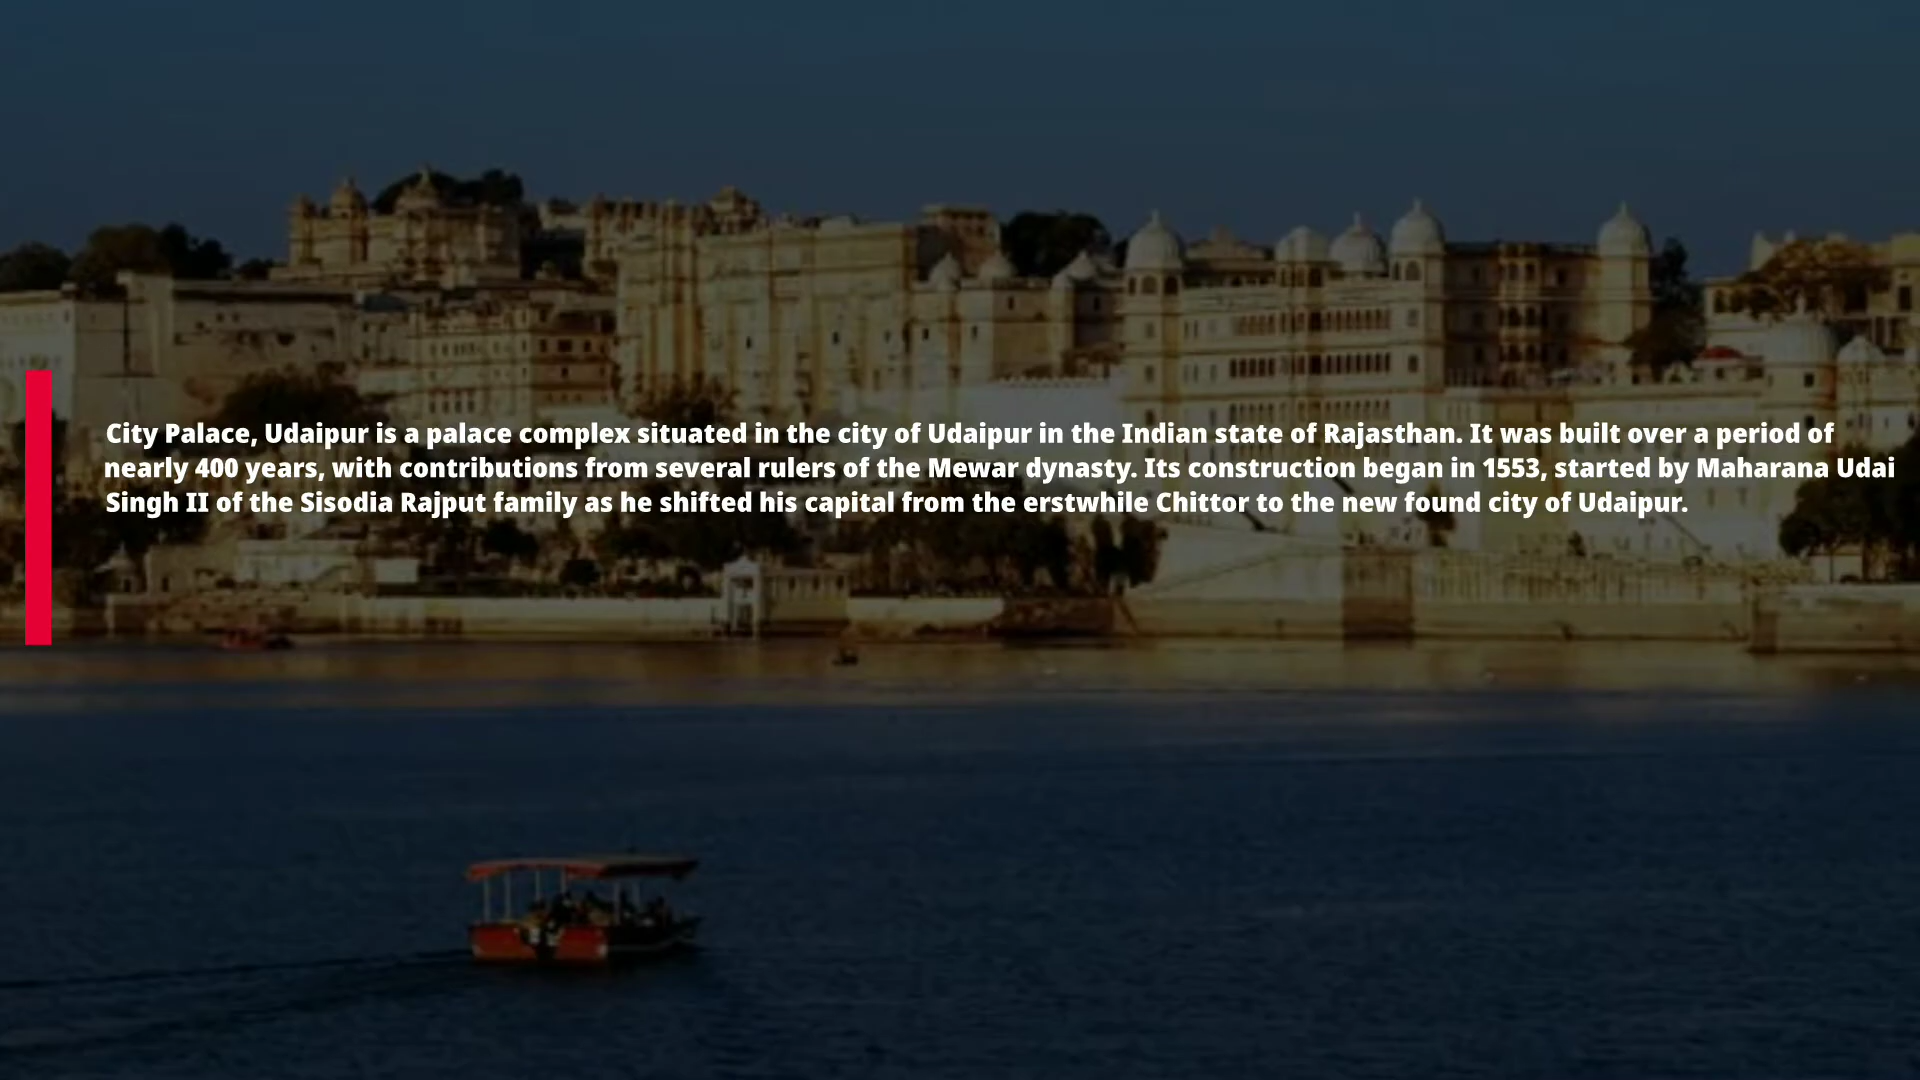 City Palace, Udaipur is a palace complex situated in the city of Udaipur in the Indian state of Rajasthan. It was built over a period of
nearly 400 years, with contributions from several rulers of the Mewar dynasty. Its construction began in 1553, started by Maharana Udai
Singh II of the Sisodia Rajput family as he shifted his capital from the erstwhile Chittor to the new found city of Udaipur.